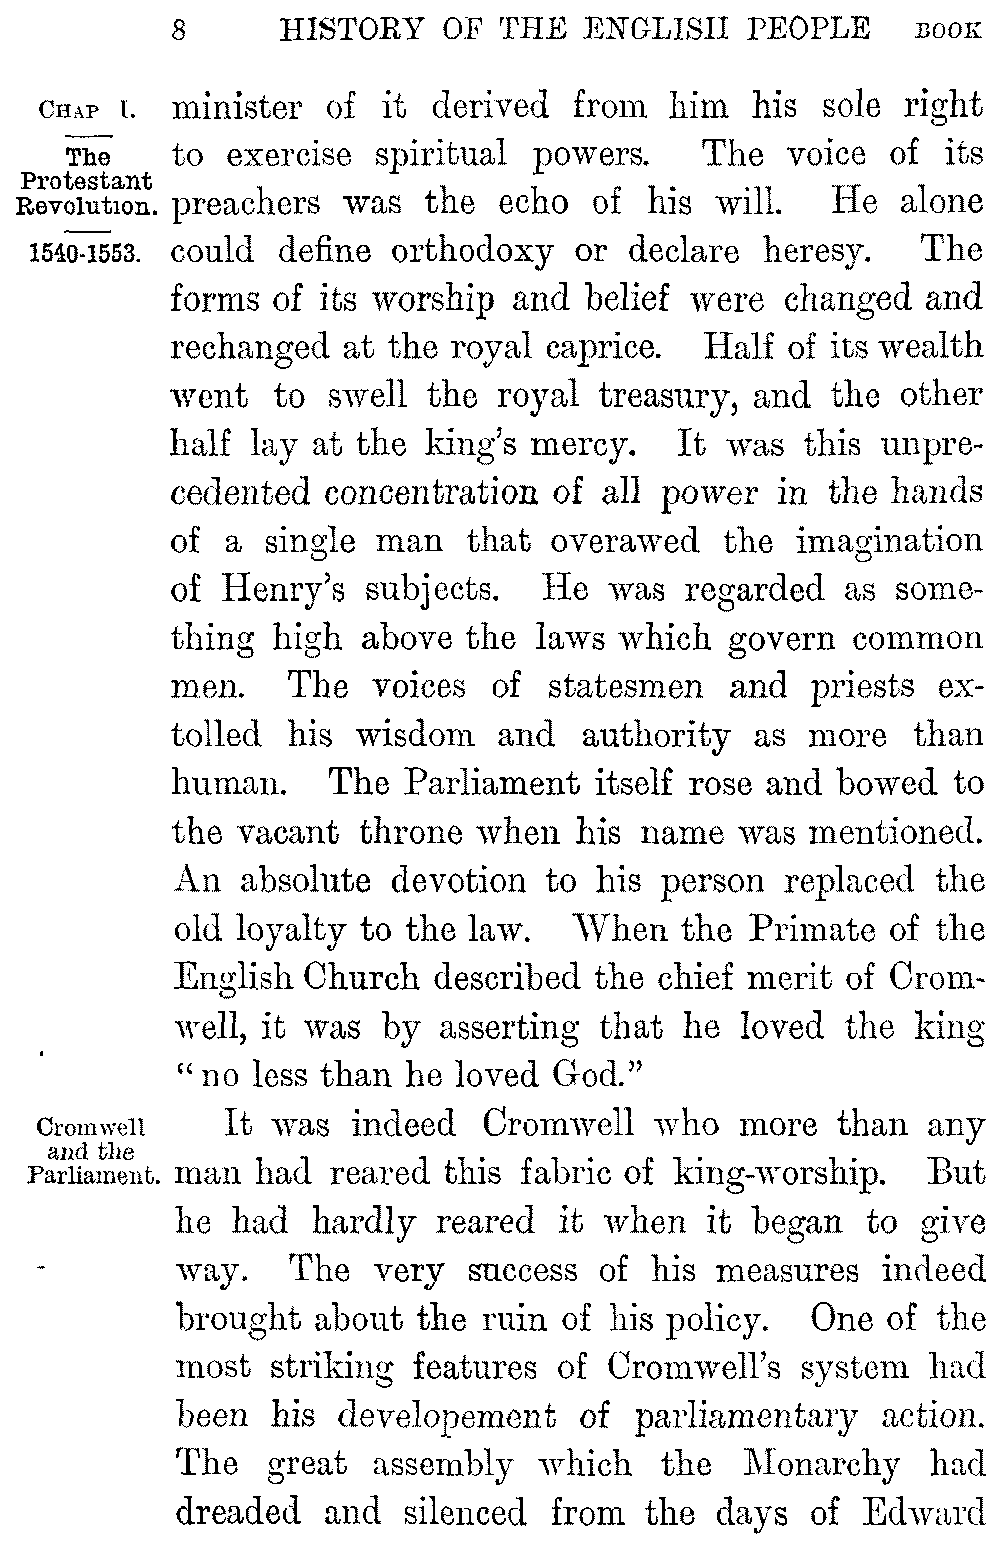 8 HISTORY OF THE ENGLISH PEOPLE BOOK
CHAP I.
The
Protestant
Revolution.
1540-1553.
minister of it derived from him his sole right
to exercise spiritual powers. The voice of its
preachers was the echo of his will. He alone
could define orthodoxy or declare heresy. The
forms of its worship and belief were changed and
rechanged at the royal caprice. Half of its wealth
went to swell the royal treasury, and the other
half lay at the king's mercy. It was this unpre-
cedented concentration of all power in the hands
of a single man that overawed the imagination
of Henry's subjects. He was regarded as some-
thing high above the laws which govern common
men. The voices of statesmen and priests ex-
tolled his wisdom and authority as more than
human. The Parliament itself rose and bowed to
the vacant throne when his name was mentioned.
An absolute devotion to his person replaced the
old loyalty to the law. When the Primate of the
English Church described the chief merit of Crom-
well, it was by asserting that he loved the king
"no less than he loved God."
Cromwell
and the
Parliament.
It was indeed Cromwell who more than any
man had reared this fabric of king-worship. But
he had hardly reared it when it began to give
way. The very success of his measures indeed
brought about the ruin of his policy. One of the
most striking features of Cromwell's system had
been his developement of parliamentary action.
The great assembly which the Monarchy had
dreaded and silenced from the days of Edward